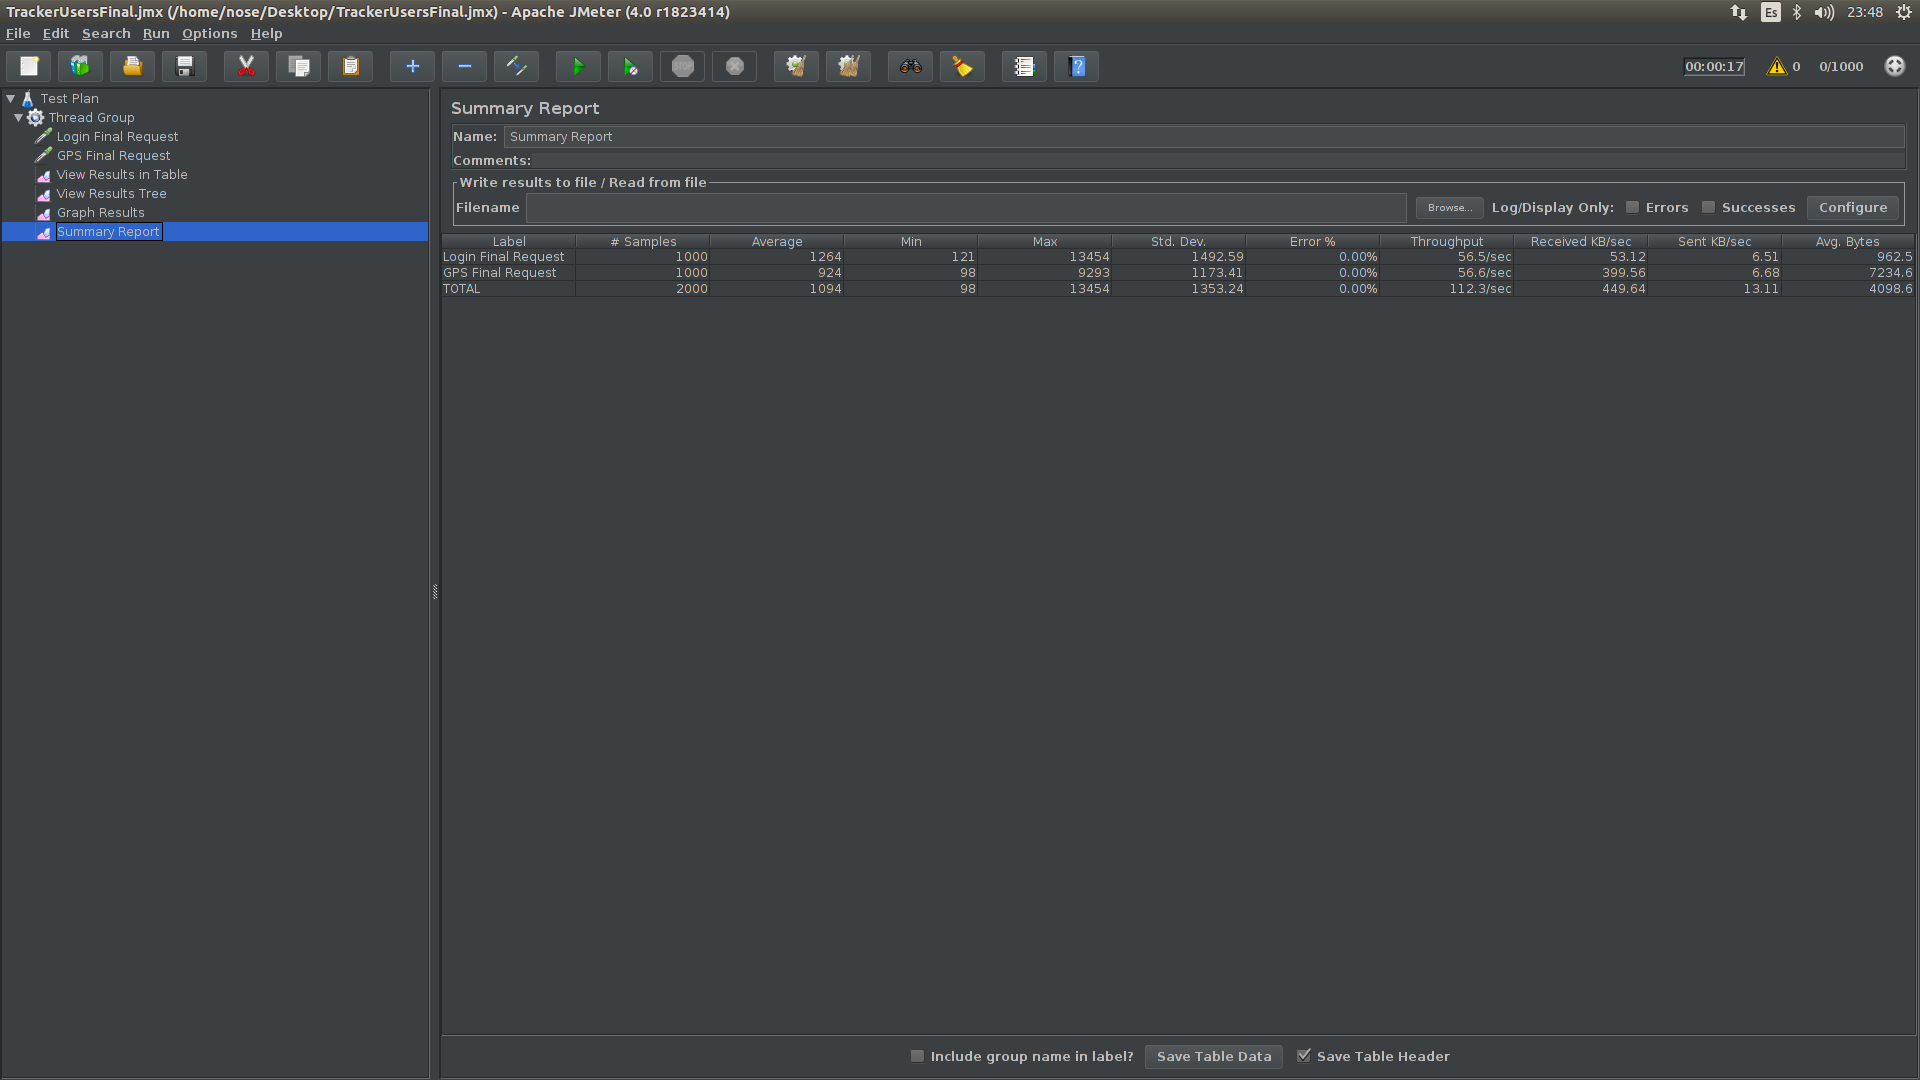 TrackerUsersFinal.jmx (/home/nose/Desktop/TrackerUsersFinal.jmx) - Apache JMeter (4.0 r1823414)
Es
23:48
File Edit Search Run Options Help
STOP
?
00:00:17
0
0/1000
Test Plan
Thread Group
Login Final Request
GPS Final Request
View Results in Table
View Results Tree
Graph Results
Summary Report
Summary Report
Name: Summary Report
Comments:
Write results to file / Read from file
Filename Browse... Log/Display Only: Errors Successes Configure
Label # Samples Average Min Max Std. Dev. Error % Throughput Received KB/sec Sent KB/sec Avg. Bytes
Login Final Request 1000 1264 121 13454 1492.59 0.00% 56.5/sec 53.12 6.51 962.5
GPS Final Request 1000 924 98 9293 1173.41 0.00% 56.6/sec 399.56 6.68 7234.6
TOTAL 2000 1094 98 13454 1353.24 0.00% 112.3/sec 449.64 13.11 4098.6
Include group name in label? Save Table Data Save Table Header